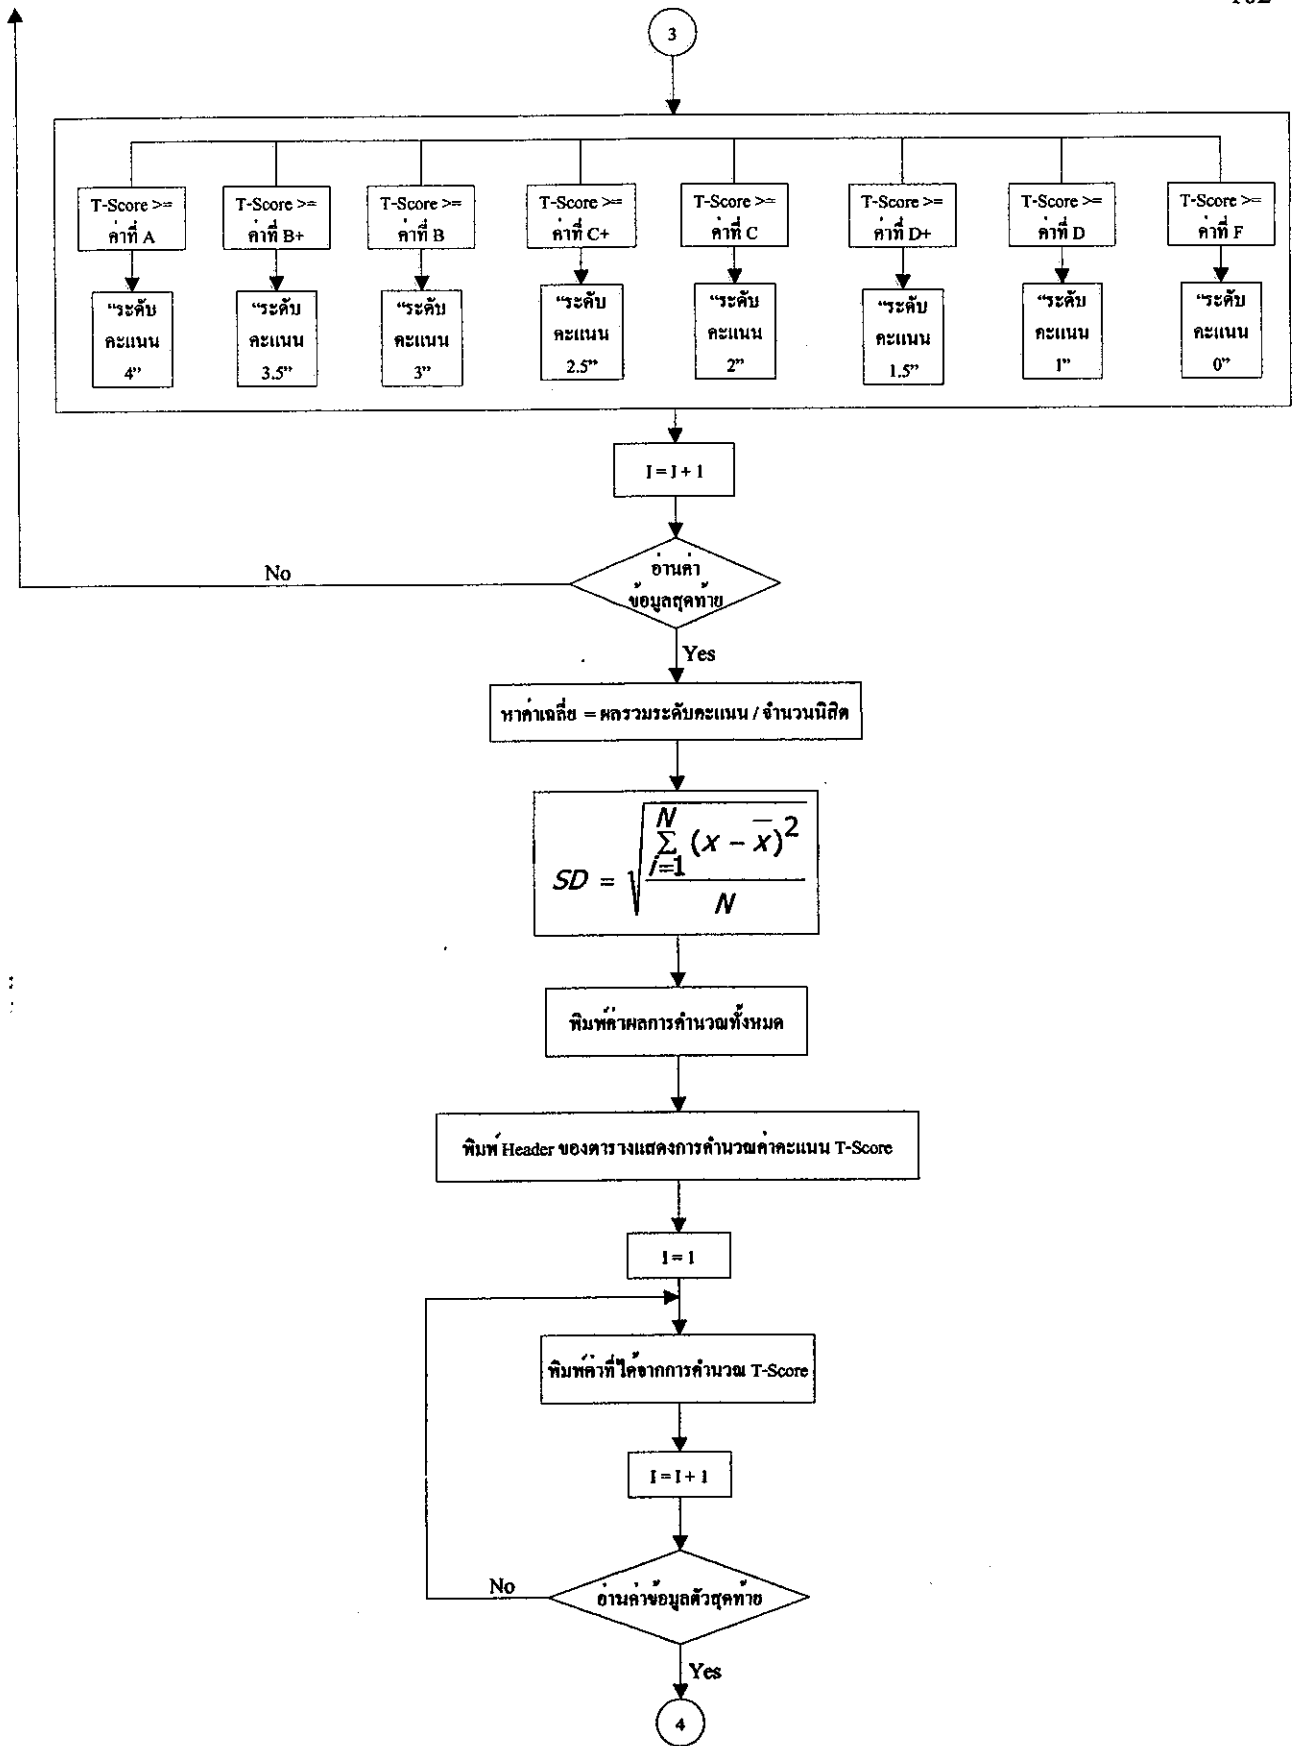 3
T-Score >=
ค่าที่ A
T-Score >=
ค่าที่ B+
T-Score >=
ค่าที่ B
T-Score >=
ค่าที่ C+
T-Score >=
ค่าที่ C
T-Score >=
ค่าที่ D+
T-Score >=
ค่าที่ D
T-Score >=
ค่าที่ F
“ระดับ
คะแนน
4”
“ระดับ
คะแนน
3.5”
“ระดับ
คะแนน
3”
“ระดับ
คะแนน
2.5”
“ระดับ
คะแนน
2”
“ระดับ
คะแนน
1.5”
“ระดับ
คะแนน
1”
“ระดับ
คะแนน
0”
I = I + 1
No
อ่านค่า
ข้อมูลสุดท้าย
Yes
หาค่าเฉลี่ย = ผลรวมระดับคะแนน / จำนวนนิสิต
SD = √(∑_{i=1}^{N} (x - x̄)² / N)
พิมพ์ค่าผลการคำนวณทั้งหมด
พิมพ์ Header ของตารางแสดงการคำนวณค่าคะแนน T-Score
I = 1
พิมพ์ค่าที่ได้จากการคำนวณ T-Score
I = I + 1
No
อ่านค่าข้อมูลตัวสุดท้าย
Yes
4